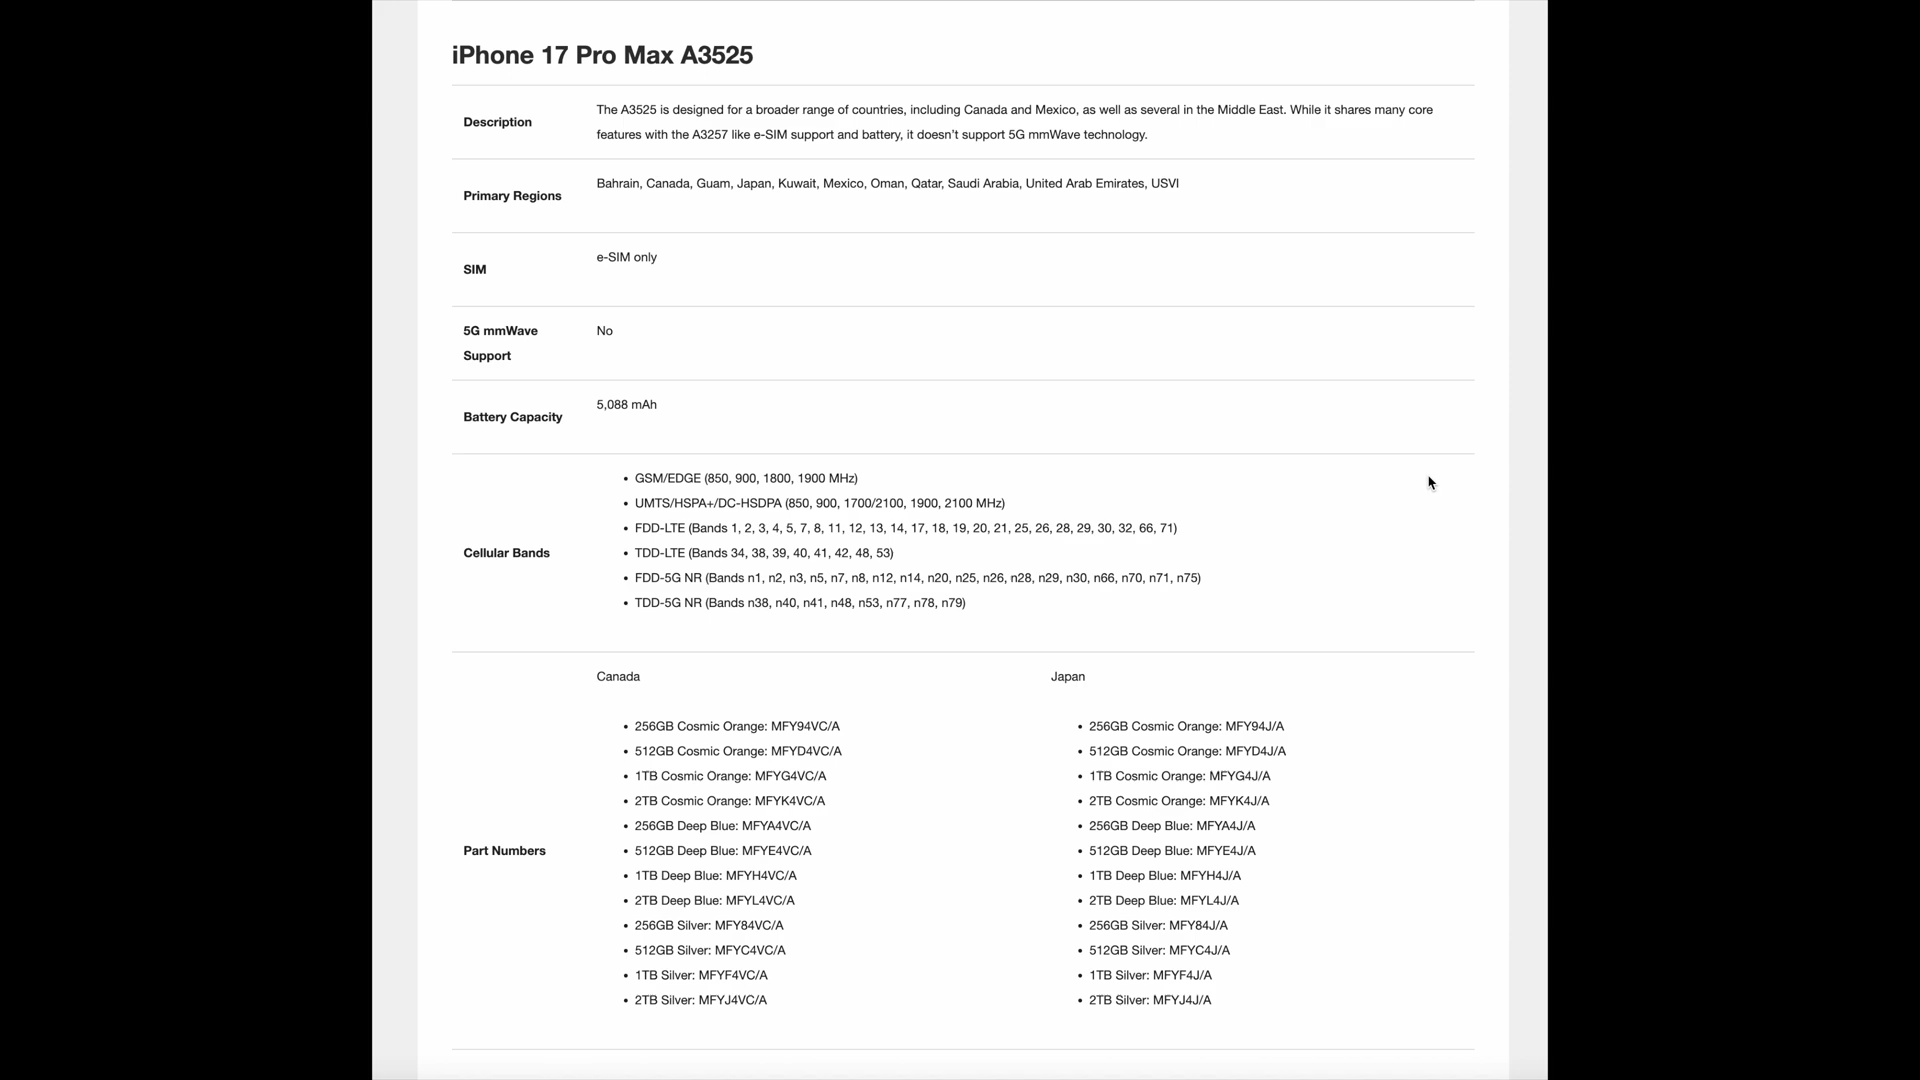 iPhone 17 Pro Max A3525
Description
The A3525 is designed for a broader range of countries, including Canada and Mexico, as well as several in the Middle East. While it shares many core
features with the A3257 like e-SIM support and battery, it doesn’t support 5G mmWave technology.
Primary Regions
Bahrain, Canada, Guam, Japan, Kuwait, Mexico, Oman, Qatar, Saudi Arabia, United Arab Emirates, USVI
SIM
e-SIM only
5G mmWave
Support
No
Battery Capacity
5,088 mAh
Cellular Bands
• GSM/EDGE (850, 900, 1800, 1900 MHz)
• UMTS/HSPA+/DC-HSDPA (850, 900, 1700/2100, 1900, 2100 MHz)
• FDD-LTE (Bands 1, 2, 3, 4, 5, 7, 8, 11, 12, 13, 14, 17, 18, 19, 20, 21, 25, 26, 28, 29, 30, 32, 66, 71)
• TDD-LTE (Bands 34, 38, 39, 40, 41, 42, 48, 53)
• FDD-5G NR (Bands n1, n2, n3, n5, n7, n8, n12, n14, n20, n25, n26, n28, n29, n30, n66, n70, n71, n75)
• TDD-5G NR (Bands n38, n40, n41, n48, n53, n77, n78, n79)
Part Numbers
Canada
• 256GB Cosmic Orange: MFY94VC/A
• 512GB Cosmic Orange: MFYD4VC/A
• 1TB Cosmic Orange: MFYG4VC/A
• 2TB Cosmic Orange: MFYK4VC/A
• 256GB Deep Blue: MFYA4VC/A
• 512GB Deep Blue: MFYE4VC/A
• 1TB Deep Blue: MFYH4VC/A
• 2TB Deep Blue: MFYL4VC/A
• 256GB Silver: MFY84VC/A
• 512GB Silver: MFYC4VC/A
• 1TB Silver: MFYF4VC/A
• 2TB Silver: MFYJ4VC/A
Japan
• 256GB Cosmic Orange: MFY94J/A
• 512GB Cosmic Orange: MFYD4J/A
• 1TB Cosmic Orange: MFYG4J/A
• 2TB Cosmic Orange: MFYK4J/A
• 256GB Deep Blue: MFYA4J/A
• 512GB Deep Blue: MFYE4J/A
• 1TB Deep Blue: MFYH4J/A
• 2TB Deep Blue: MFYL4J/A
• 256GB Silver: MFY84J/A
• 512GB Silver: MFYC4J/A
• 1TB Silver: MFYF4J/A
• 2TB Silver: MFYJ4J/A